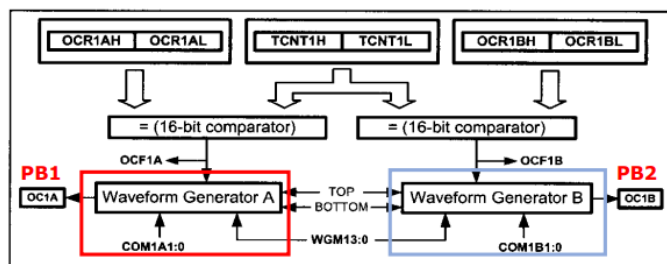 OCR1AH OCR1AL TCNT1H TCNT1L OCR1BH OCR1BL
= (16-bit comparator) = (16-bit comparator)
OCF1A OCF1B
PB1 PB2
OC1A Waveform Generator A TOP Waveform Generator B OC1B
BOTTOM
COM1A1:0 WGM13:0 COM1B1:0